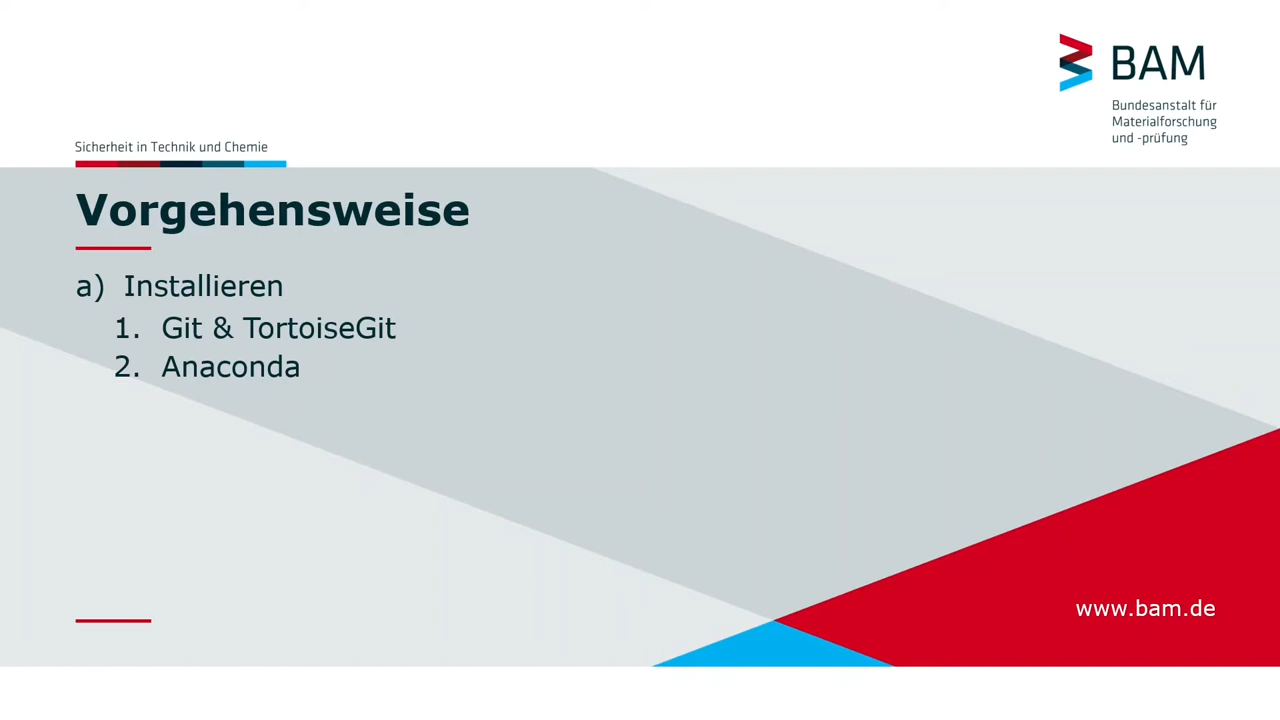 BAM
Bundesanstalt für
Materialforschung
und -prüfung
Sicherheit in Technik und Chemie
Vorgehensweise
a) Installieren
1. Git & TortoiseGit
2. Anaconda
www.bam.de